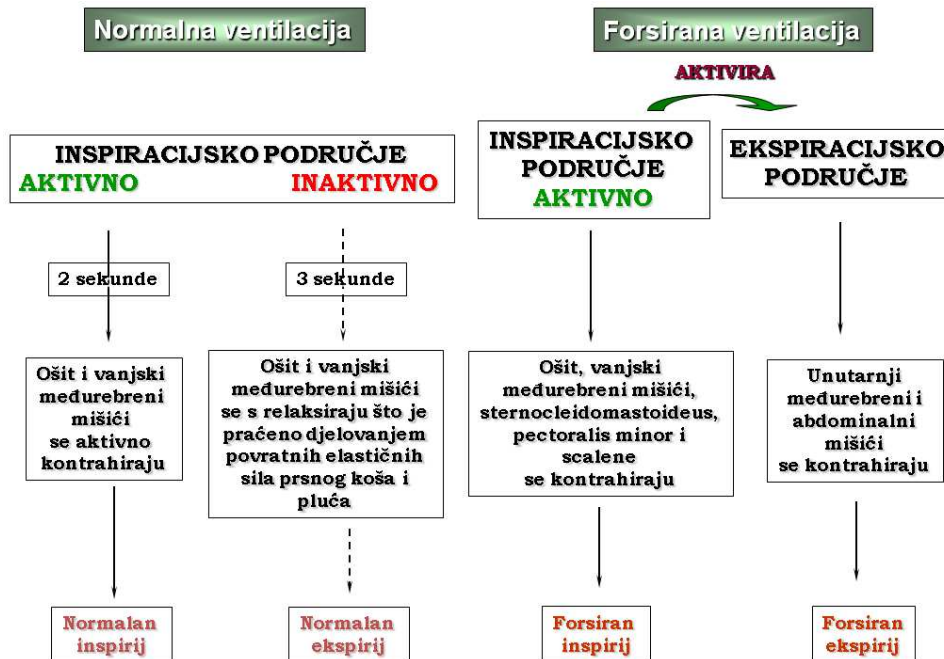 Normalna ventilacija
Forsirana ventilacija
AKTIVIRA
INSPIRACIJSKO PODRUČJE
AKTIVNO INAKTIVNO
INSPIRACIJSKO
PODRUČJE
AKTIVNO
EKSPIRACIJSKO
PODRUČJE
2 sekunde
3 sekunde
Ošit i vanjski
međurebreni
mišići
se aktivno
kontrahiraju
Ošit i vanjski
međurebreni mišići
se s relaksiraju što je
praćeno djelovanjem
povratnih elastičnih
sila prsnog koša i
pluća
Ošit, vanjski
međurebreni mišići,
sternocleidomastoideus,
pectoralis minor i
scalene
se kontrahiraju
Unutarnji
međurebreni i
abdominalni
mišići
se kontrahiraju
Normalan
inspirij
Normalan
ekspirij
Forsiran
inspirij
Forsiran
ekspirij